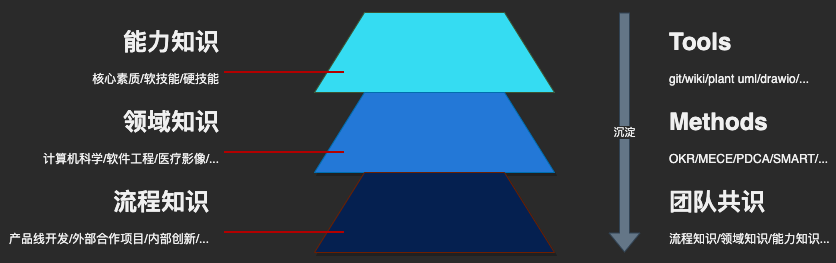 能力知识
核心素质/软技能/硬技能
领域知识
计算机科学/软件工程/医疗影像/...
流程知识
产品线开发/外部合作项目/内部创新/...
沉淀
Tools
git/wiki/plant uml/drawio/...
Methods
OKR/MECE/PDCA/SMART/...
团队共识
流程知识/领域知识/能力知识...